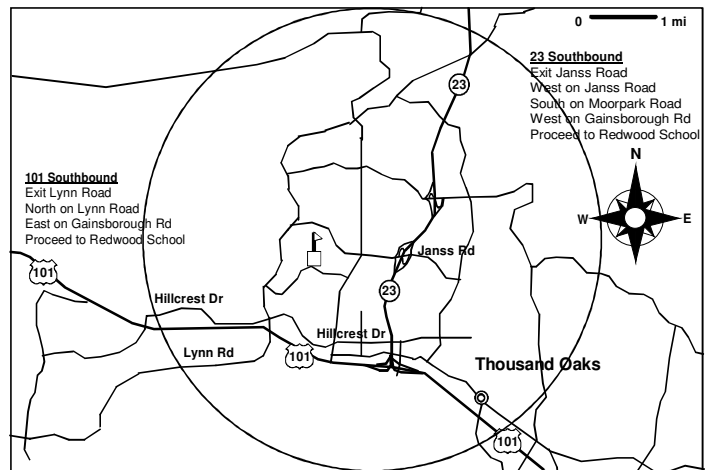 0 1 mi
23 Southbound
Exit Janss Road
West on Janss Road
South on Moorpark Road
West on Gainsborough Rd
Proceed to Redwood School
23
N
W E
S
101 Southbound
Exit Lynn Road
North on Lynn Road
East on Gainsborough Rd
Proceed to Redwood School
Janss Rd
101
23
Hillcrest Dr
Hillcrest Dr
Lynn Rd
101
Thousand Oaks
101